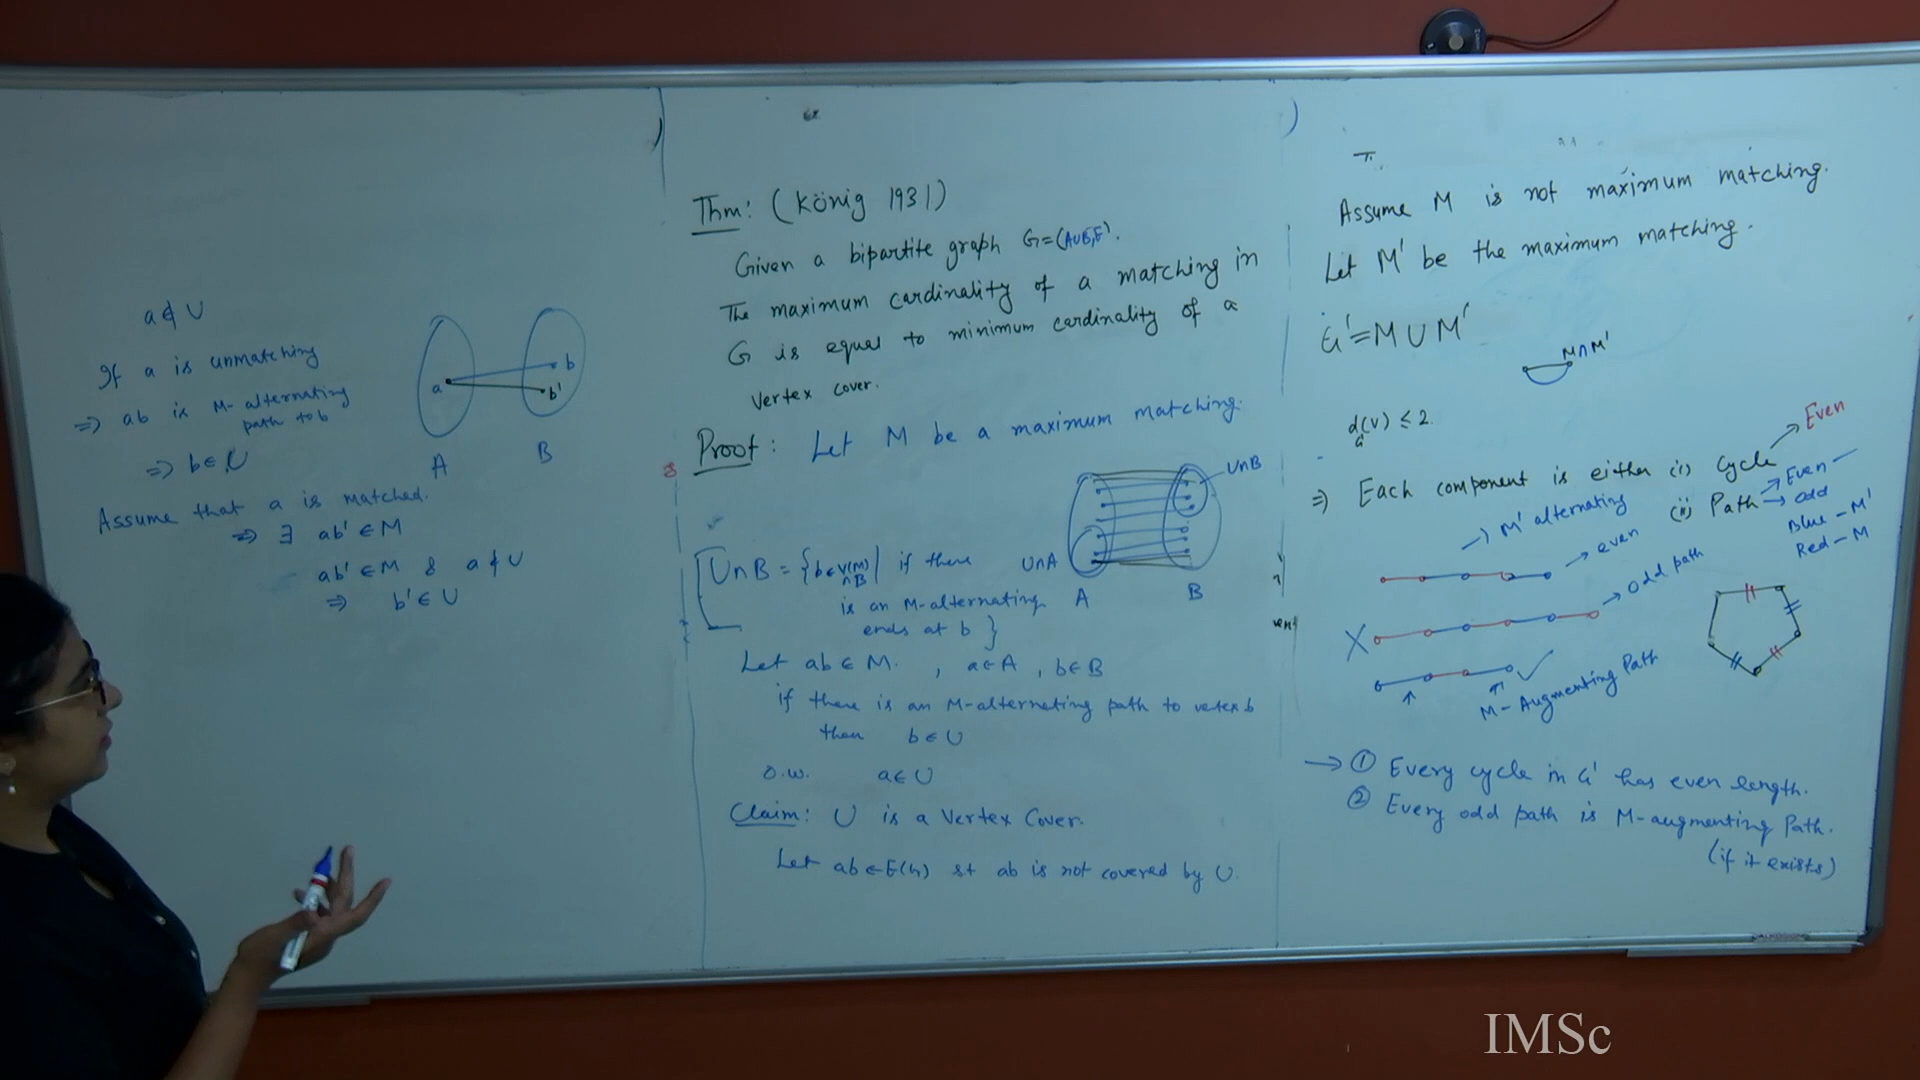 a ∉ U
If a is unmatching
⇒ ab is M-alternating
path to b
⇒ b ∈ U
Assume that a is matched.
⇒ ∃ ab' ∈ M
ab' ∈ M & a ∉ U
⇒ b' ∈ U
a
b
b'
A
B
Thm: (König 1931)
Given a bipartite graph G=(A∪B,E).
The maximum cardinality of a matching in
G is equal to minimum cardinality of a
vertex cover.
Proof: Let M be a maximum matching.
U∩B = {b∈V(M)∩B | if there
is an M-alternating
ends at b }
U∩B
U∩A
A
B
Let ab ∈ M. , a∈A , b∈B
if there is an M-alternating path to vertex b
then b ∈ U
o.w. a ∈ U
Claim: U is a Vertex Cover.
Let ab ∈ E(G) st ab is not covered by U.
Assume M is not maximum matching.
Let M' be the maximum matching.
G' = M ∪ M'
M∩M'
d(v) ≤ 2.
G'
⇒ Each component is either (i) Cycle → Even
(ii) Path → Even
→ odd
→ M' alternating
Blue - M'
Red - M
→ even
X → odd path
M-Augmenting Path
→ ① Every cycle in G' has even length.
② Every odd path is M-augmenting Path.
(if it exists)
IMSc